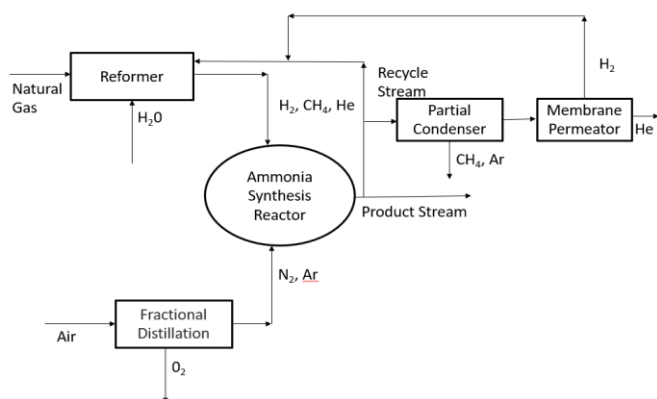 Reformer
Natural
Gas
H₂0
H₂, CH₄, He
Recycle
Stream
H₂
Partial
Condenser
Membrane
Permeator
He
CH₄, Ar
Ammonia
Synthesis
Reactor
Product Stream
N₂, Ar
Fractional
Distillation
Air
0₂